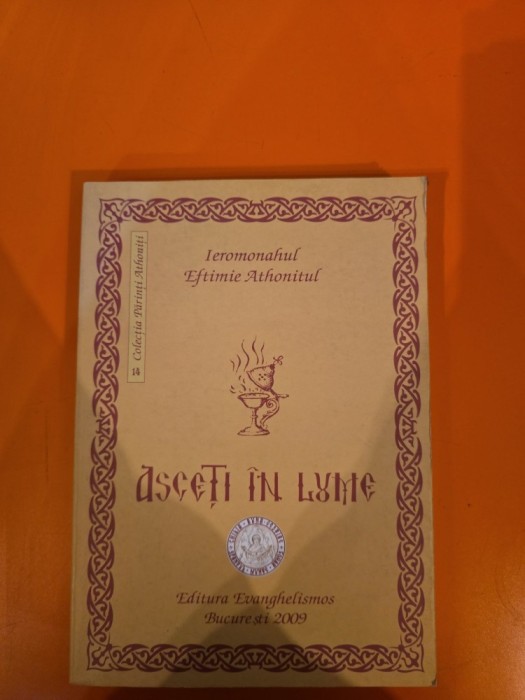 Ieromonahul
Eftimie Athonitul
14 Colecția Părinți Athoniți
Asceți în lume
Editura Evanghelismos
București 2009